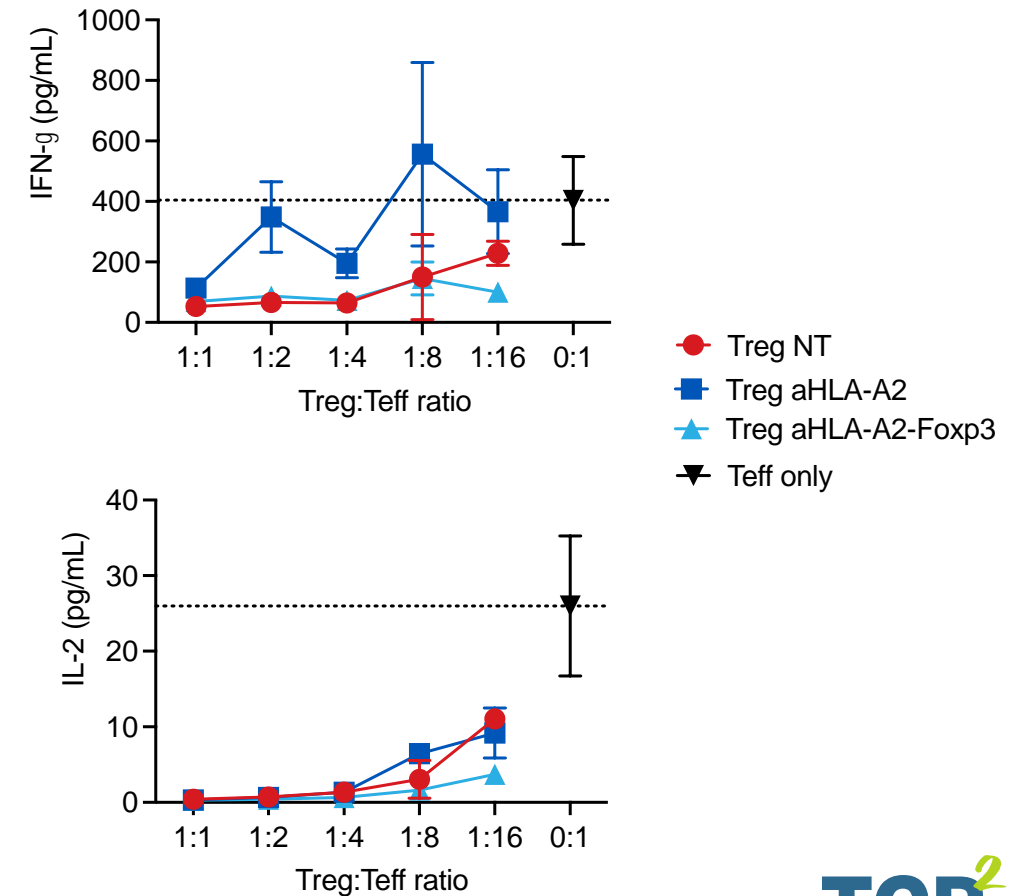 IFN-g (pg/mL)
1000
800
600
400
200
0
1:1 1:2 1:4 1:8 1:16 0:1
Treg:Teff ratio
Treg NT
Treg aHLA-A2
Treg aHLA-A2-Foxp3
Teff only
IL-2 (pg/mL)
40
30
20
10
0
1:1 1:2 1:4 1:8 1:16 0:1
Treg:Teff ratio